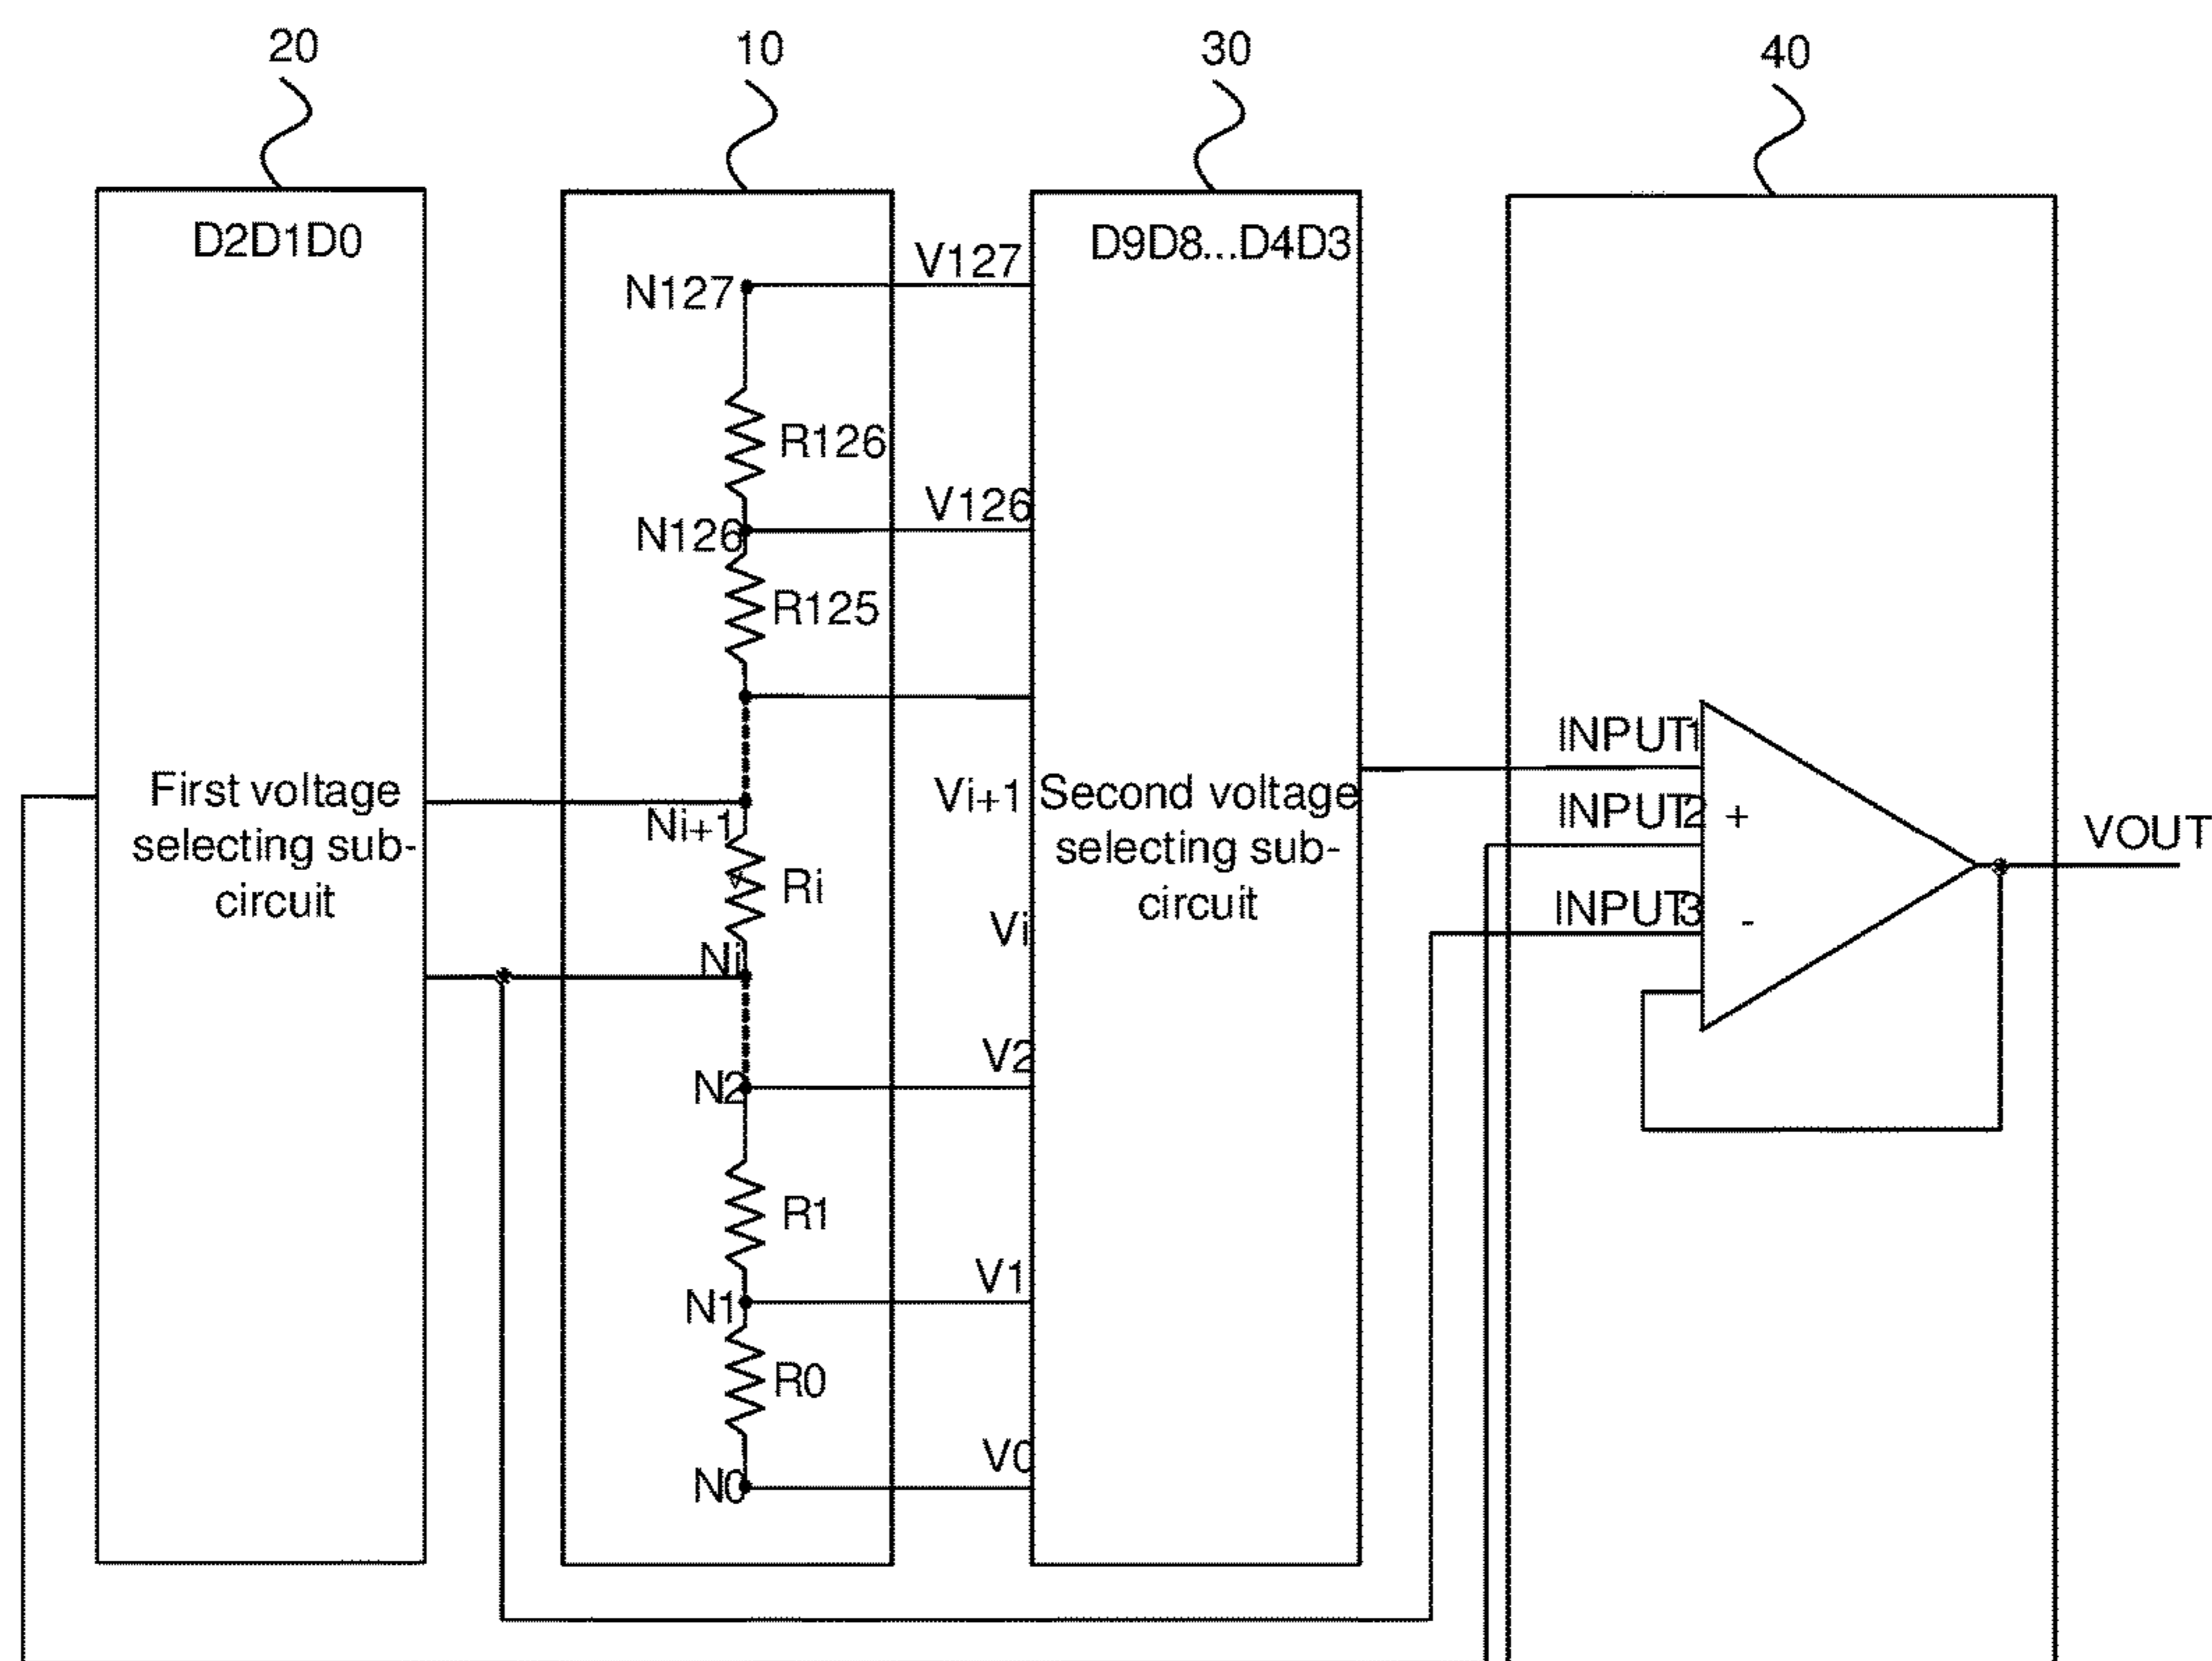 20
10
30
40
D2D1D0
D9D8...D4D3
V127
N127
R126
V126
N126
R125
INPUT1
First voltage
selecting sub-
circuit
Vi+1
Second voltage
selecting sub-
circuit
Ni+1
INPUT2
+
VOUT
Ri
INPUT3
-
Vi
Ni
V2
N2
R1
V1
N1
R0
V0
N0